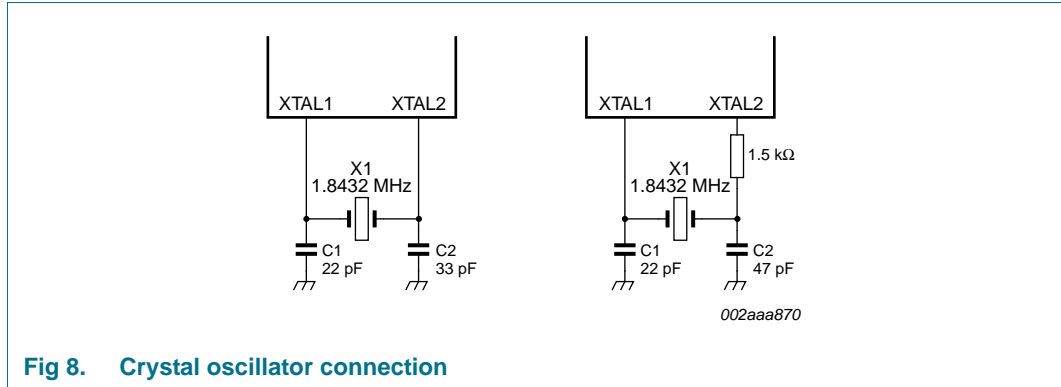 XTAL1 XTAL2
X1
1.8432 MHz
C1
22 pF
C2
33 pF
XTAL1 XTAL2
1.5 kΩ
X1
1.8432 MHz
C1
22 pF
C2
47 pF
002aaa870
Fig 8. Crystal oscillator connection